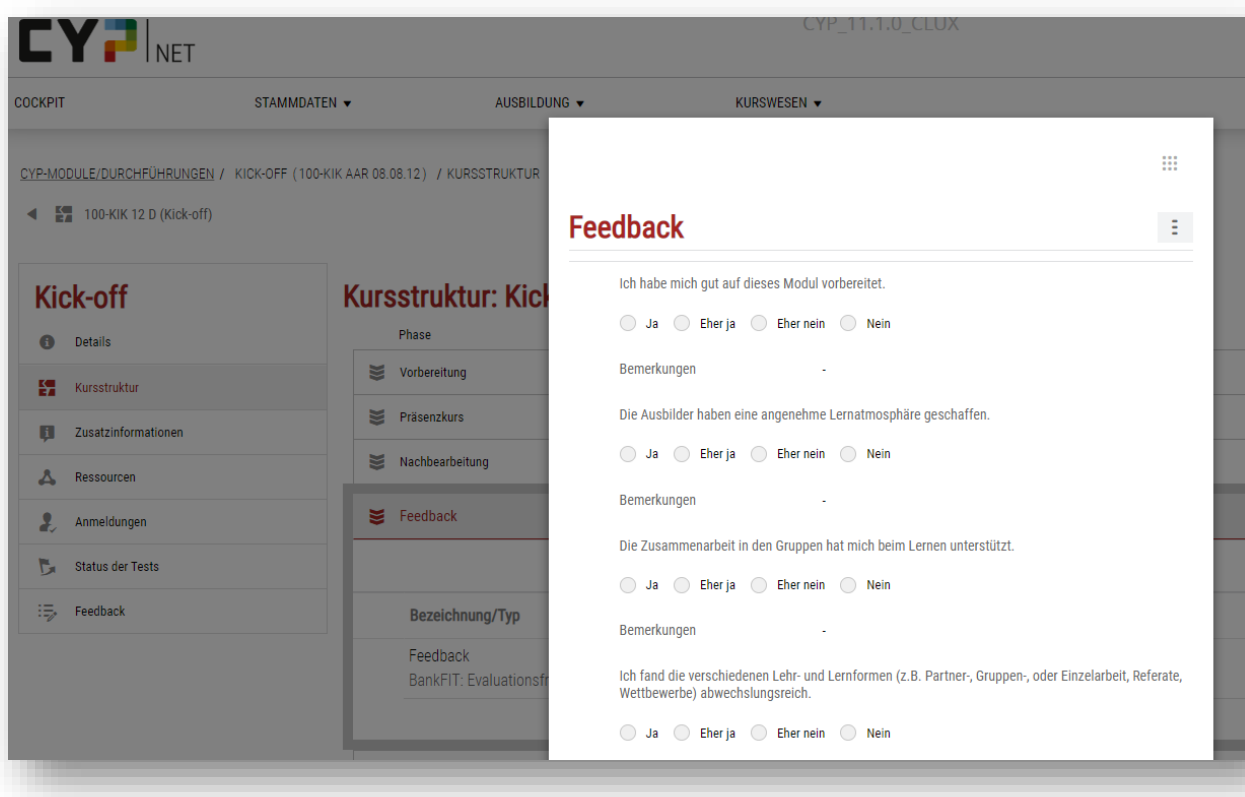 CYP NET
CYP_11.1.0_CLUX
COCKPIT STAMMDATEN ▼ AUSBILDUNG ▼ KURSWESEN ▼
CYP-MODULE/DURCHFÜHRUNGEN / KICK-OFF (100-KIK AAR 08.08.12) / KURSSTRUKTUR
100-KIK 12 D (Kick-off)
Kick-off
Details
Kursstruktur
Zusatzinformationen
Ressourcen
Anmeldungen
Status der Tests
Feedback
Kursstruktur: Kick
Phase
Vorbereitung
Präsenzkurs
Nachbearbeitung
Feedback
Bezeichnung/Typ
Feedback
BankFIT: Evaluationsfr
Feedback
Ich habe mich gut auf dieses Modul vorbereitet.
Ja Eher ja Eher nein Nein
Bemerkungen -
Die Ausbilder haben eine angenehme Lernatmosphäre geschaffen.
Ja Eher ja Eher nein Nein
Bemerkungen -
Die Zusammenarbeit in den Gruppen hat mich beim Lernen unterstützt.
Ja Eher ja Eher nein Nein
Bemerkungen -
Ich fand die verschiedenen Lehr- und Lernformen (z.B. Partner-, Gruppen-, oder Einzelarbeit, Referate,
Wettbewerbe) abwechslungsreich.
Ja Eher ja Eher nein Nein